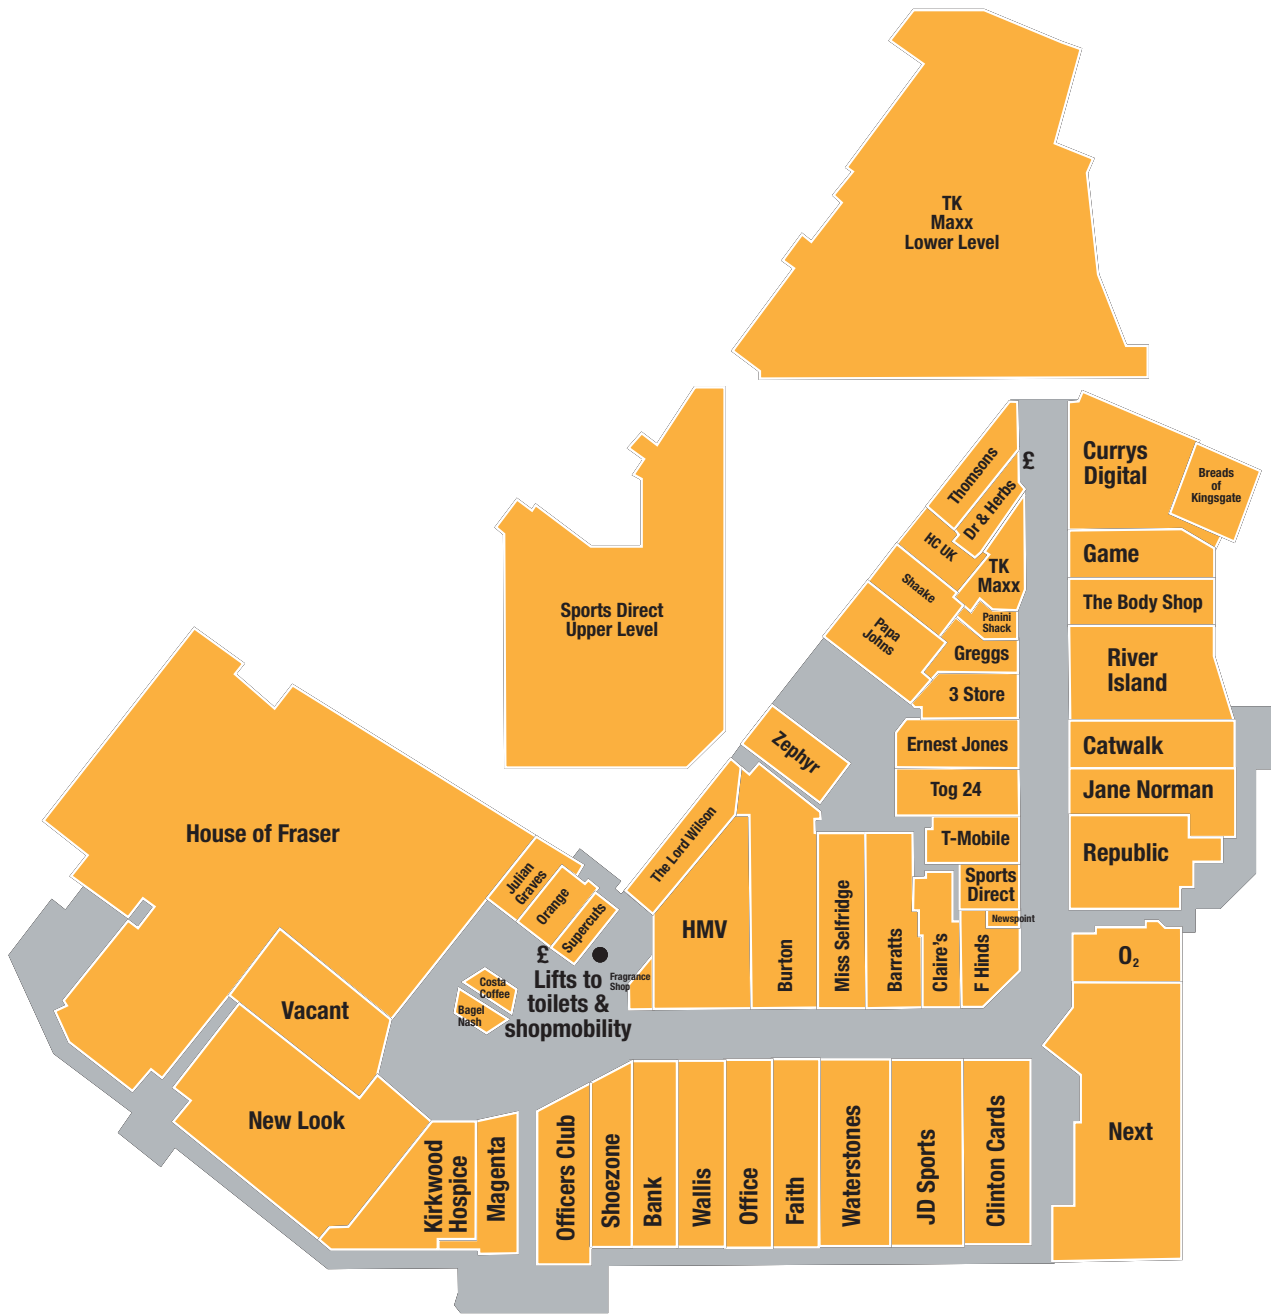 TK
Maxx
Lower Level
Sports Direct
Upper Level
Thomsons
Dr & Herbs
£
HC UK
TK
Maxx
Shaake
Panini
Shack
Papa
Johns
Greggs
3 Store
Ernest Jones
Tog 24
T-Mobile
Sports
Direct
Newspoint
F Hinds
Currys
Digital
Breads
of
Kingsgate
Game
The Body Shop
River
Island
Catwalk
Jane Norman
Republic
O₂
Next
Zephyr
The Lord Wilson
HMV
Burton
Miss Selfridge
Barratts
Claire's
House of Fraser
Julian
Graves
Orange
Supercuts
£
Lifts to
toilets &
shopmobility
Fragrance
Shop
Costa
Coffee
Bagel
Nash
Vacant
New Look
Kirkwood
Hospice
Magenta
Officers Club
Shoezone
Bank
Wallis
Office
Faith
Waterstones
JD Sports
Clinton Cards